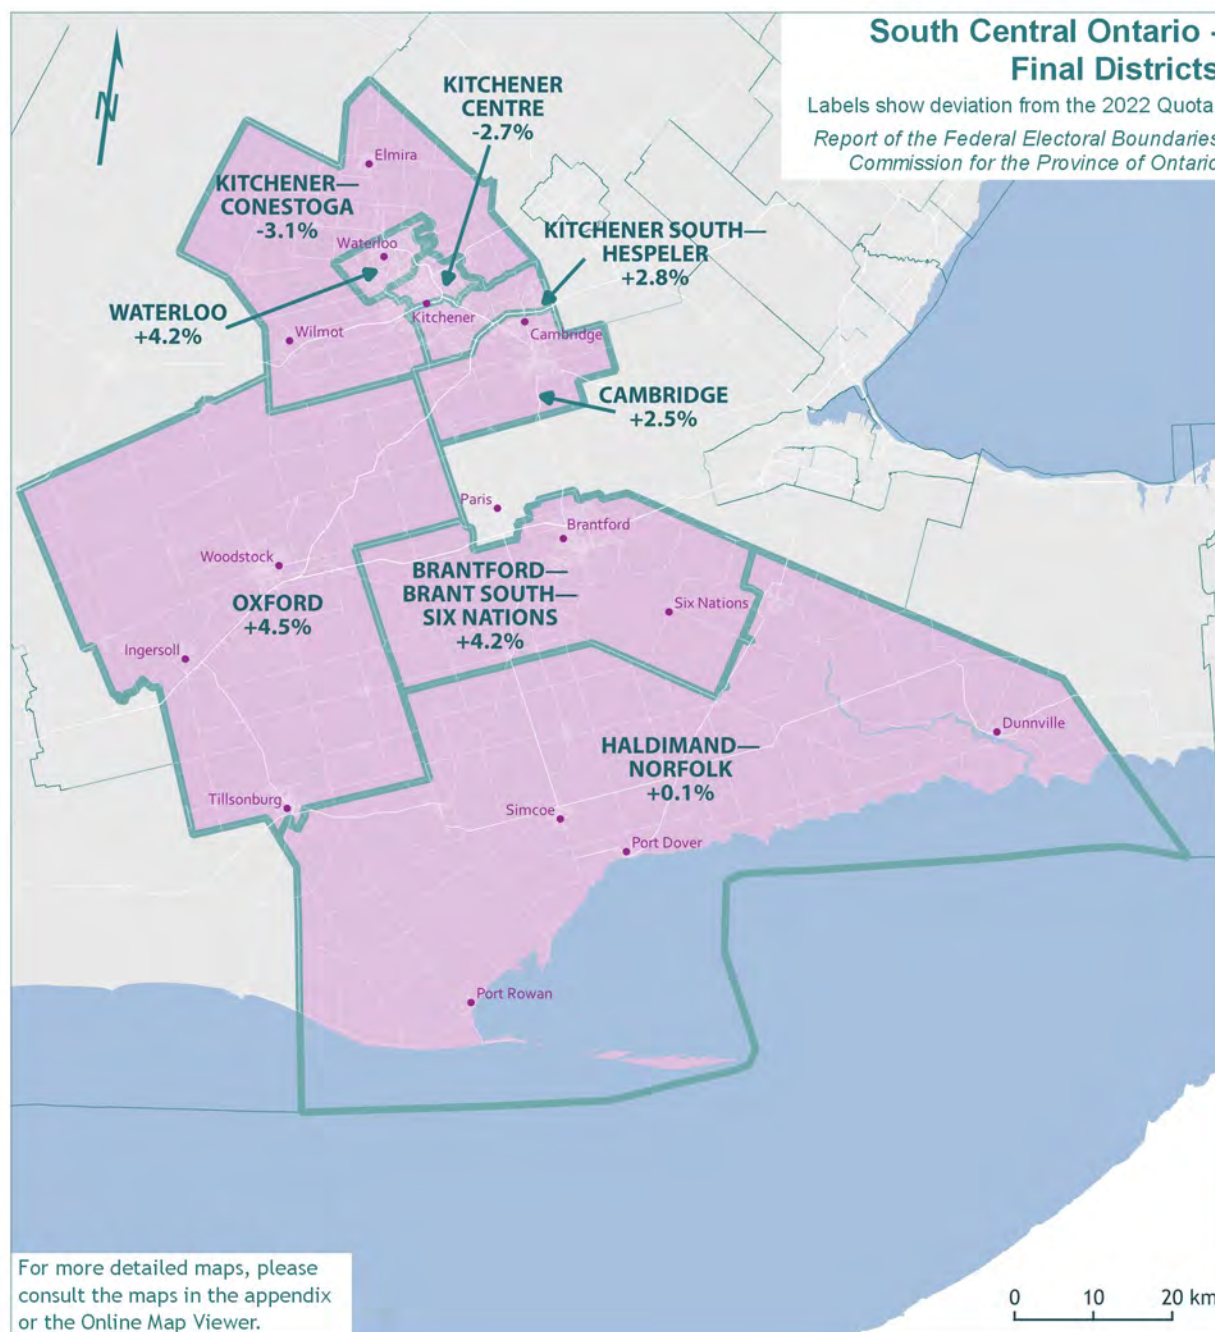 South Central Ontario -
Final Districts
Labels show deviation from the 2022 Quota
Report of the Federal Electoral Boundaries
Commission for the Province of Ontario
N
KITCHENER
CENTRE
-2.7%
Elmira
KITCHENER—
CONESTOGA
-3.1%
KITCHENER SOUTH—
HESPELER
+2.8%
Waterloo
WATERLOO
+4.2%
Kitchener
Wilmot
Cambridge
CAMBRIDGE
+2.5%
Paris
Brantford
Woodstock
BRANTFORD—
BRANT SOUTH—
SIX NATIONS
+4.2%
OXFORD
+4.5%
Six Nations
Ingersoll
Dunnville
HALDIMAND—
NORFOLK
+0.1%
Tillsonburg
Simcoe
Port Dover
Port Rowan
For more detailed maps, please
consult the maps in the appendix
or the Online Map Viewer.
0 10 20 km